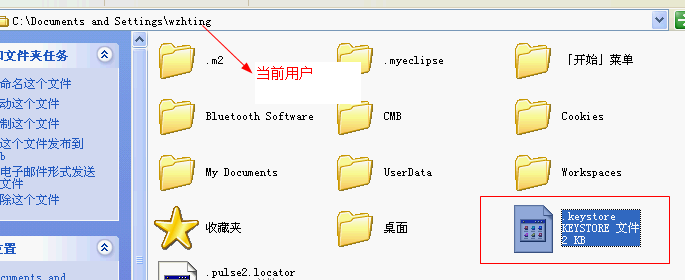 C:\Documents and Settings\wzhting
和文件夹任务
命名这个文件
动这个文件
制这个文件
这个文件发布到
b
电子邮件形式发送
文件
除这个文件
位置
ocuments and
当前用户
.m2
.myeclipse
「开始」菜单
Bluetooth Software
CMB
Cookies
My Documents
UserData
Workspaces
收藏夹
桌面
.keystore
KEYSTORE 文件
2 KB
.pulse2.locator